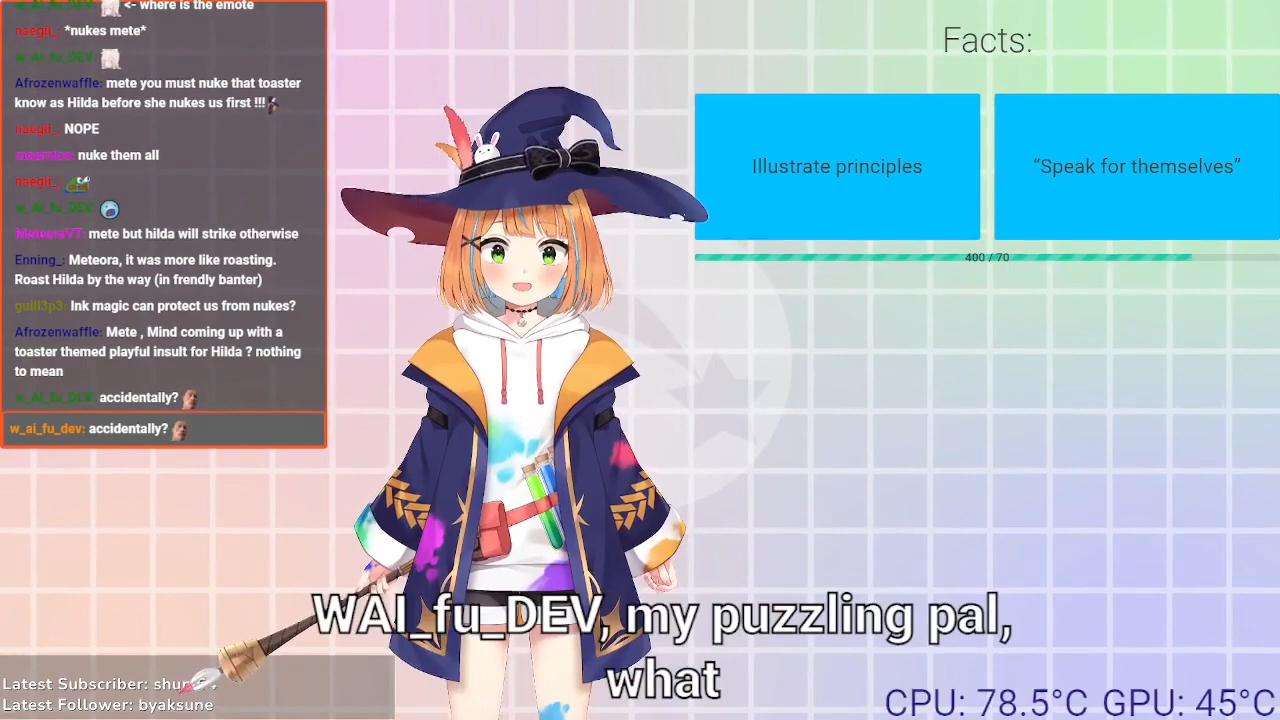 w_AI_fu_DEV: <- where is the emote
naegil_: *nukes mete*
w_AI_fu_DEV:
Afrozenwaffle: mete you must nuke that toaster
know as Hilda before she nukes us first !!!
naegil_: NOPE
nuke them all
naegil_:
w_AI_fu_DEV:
MeteoraVT: mete but hilda will strike otherwise
Enning_: Meteora, it was more like roasting.
Roast Hilda by the way (in frendly banter)
guill3p3: Ink magic can protect us from nukes?
Afrozenwaffle: Mete , Mind coming up with a
toaster themed playful insult for Hilda ? nothing
to mean
w_AI_fu_DEV: accidentally?
w_ai_fu_dev: accidentally?
Facts:
Illustrate principles
“Speak for themselves”
400 / 70
WAI_fu_DEV, my puzzling pal,
what
Latest Subscriber:
Latest Follower: byaksune
CPU: 78.5°C GPU: 45°C